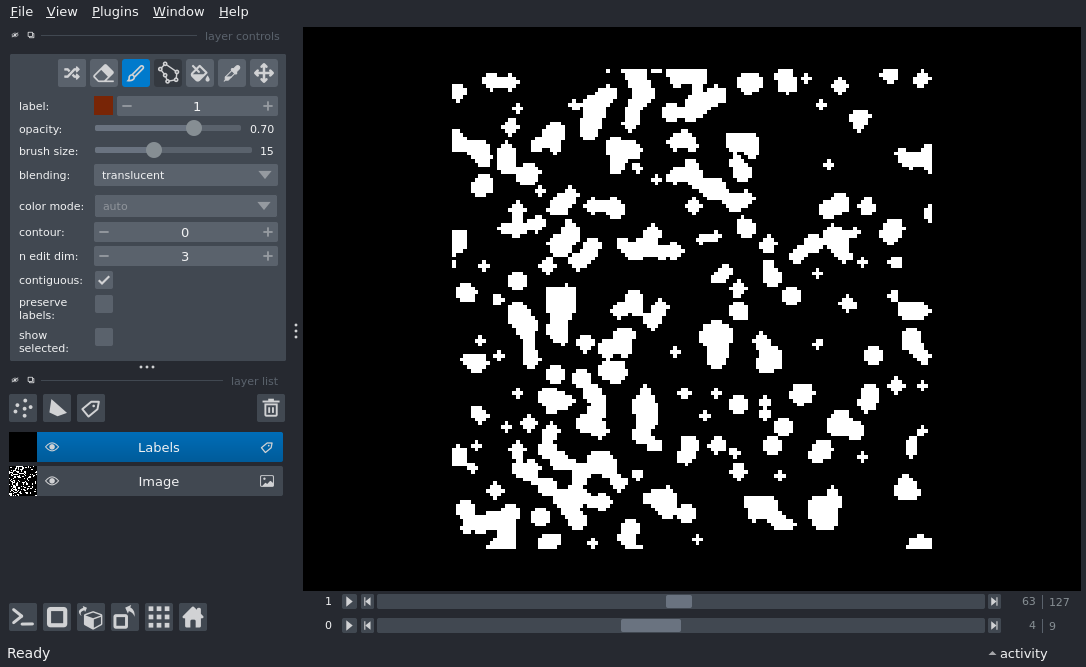 File View Plugins Window Help
layer controls
label: 1
opacity: 0.70
brush size: 15
blending: translucent
color mode: auto
contour: 0
n edit dim: 3
contiguous:
preserve
labels:
show
selected:
layer list
Labels
Image
1 63 127
0 4 9
Ready activity